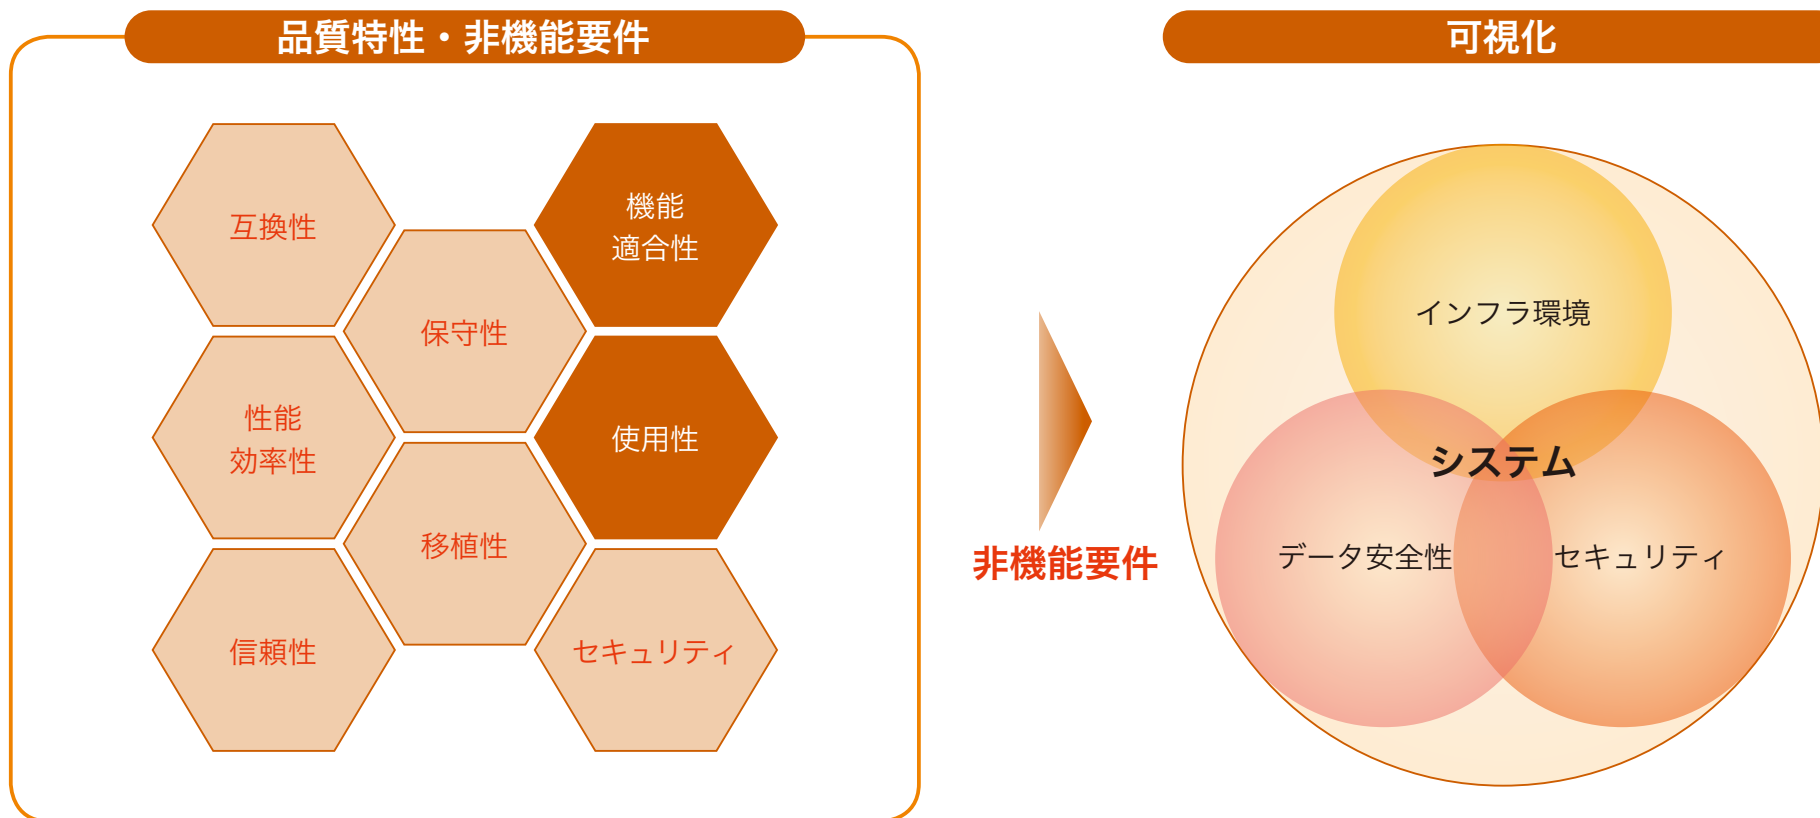 品質特性・非機能要件
互換性
機能
適合性
保守性
性能
効率性
使用性
移植性
信頼性
セキュリティ
非機能要件
可視化
インフラ環境
システム
データ安全性
セキュリティ